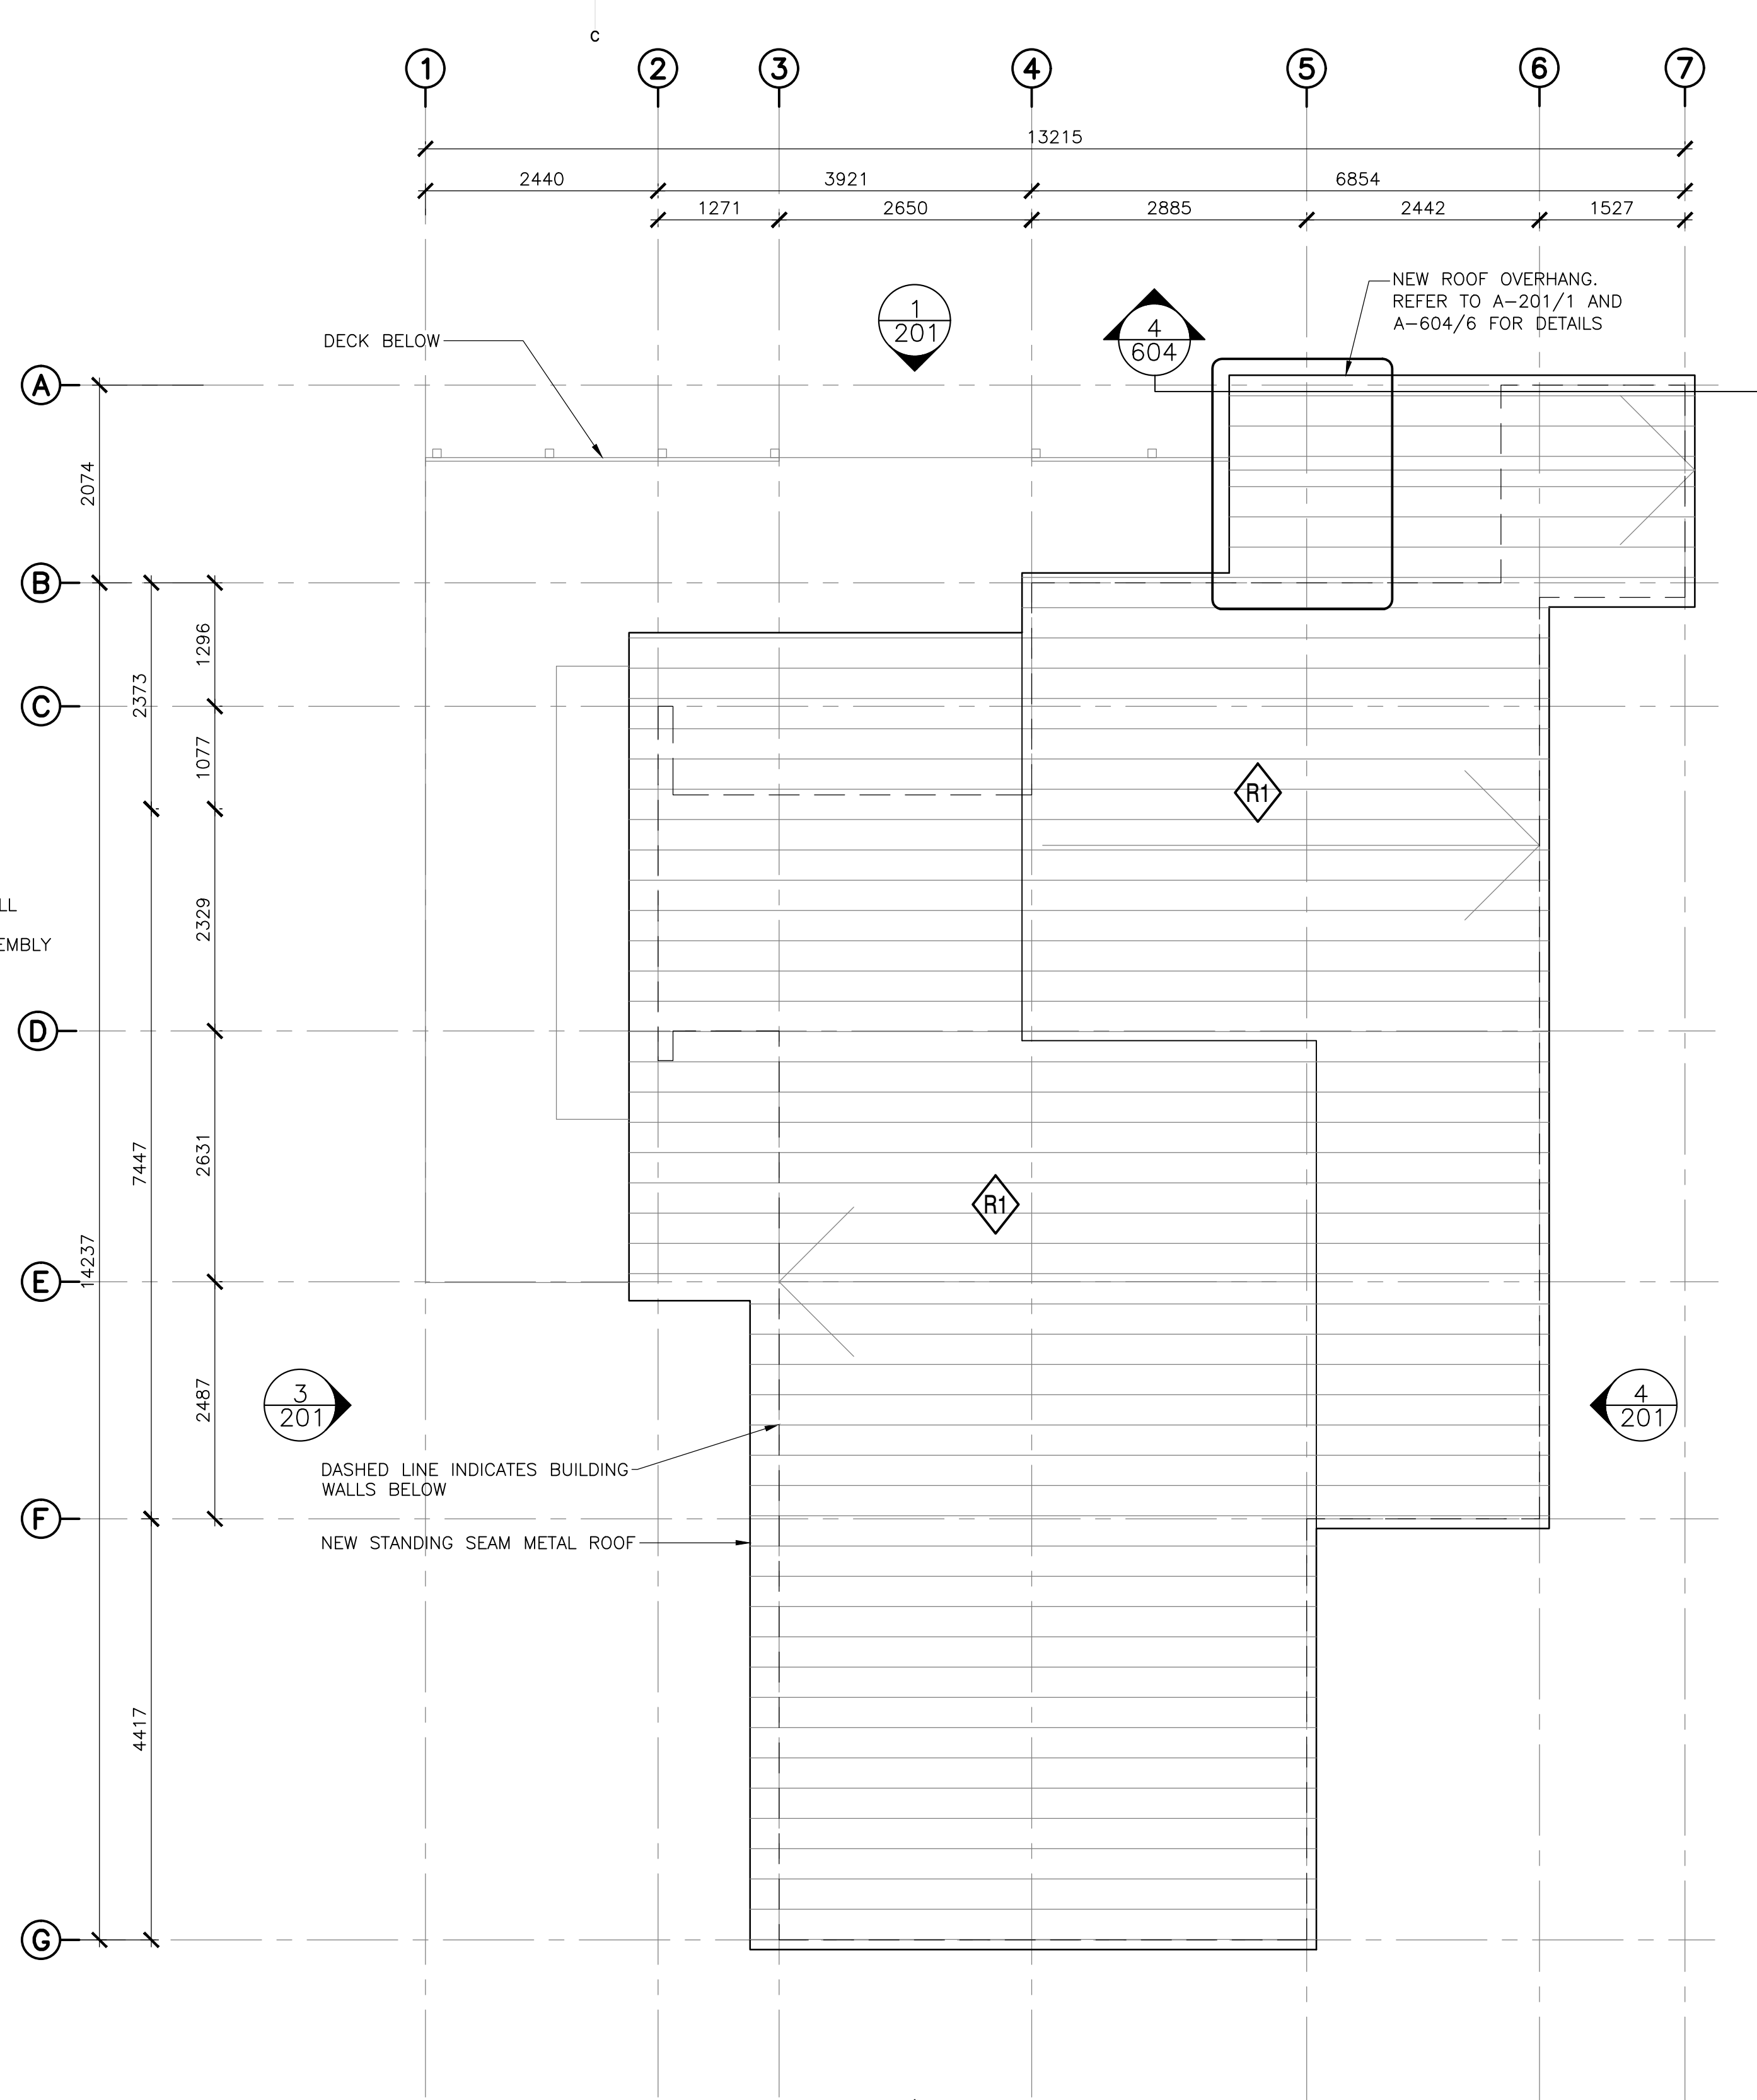 C
1 2 3 4 5 6 7
13215
2440 3921 6854
1271 2650 2885 2442 1527
NEW ROOF OVERHANG.
REFER TO A-201/1 AND
A-604/6 FOR DETAILS
1
201
4
604
DECK BELOW
A
2074
B
1296
2373
C
1077
R1
LL
2329
EMBLY
D
2631
7447
R1
14237
E
3
201
2487
4
201
DASHED LINE INDICATES BUILDING
WALLS BELOW
F
NEW STANDING SEAM METAL ROOF
4417
G